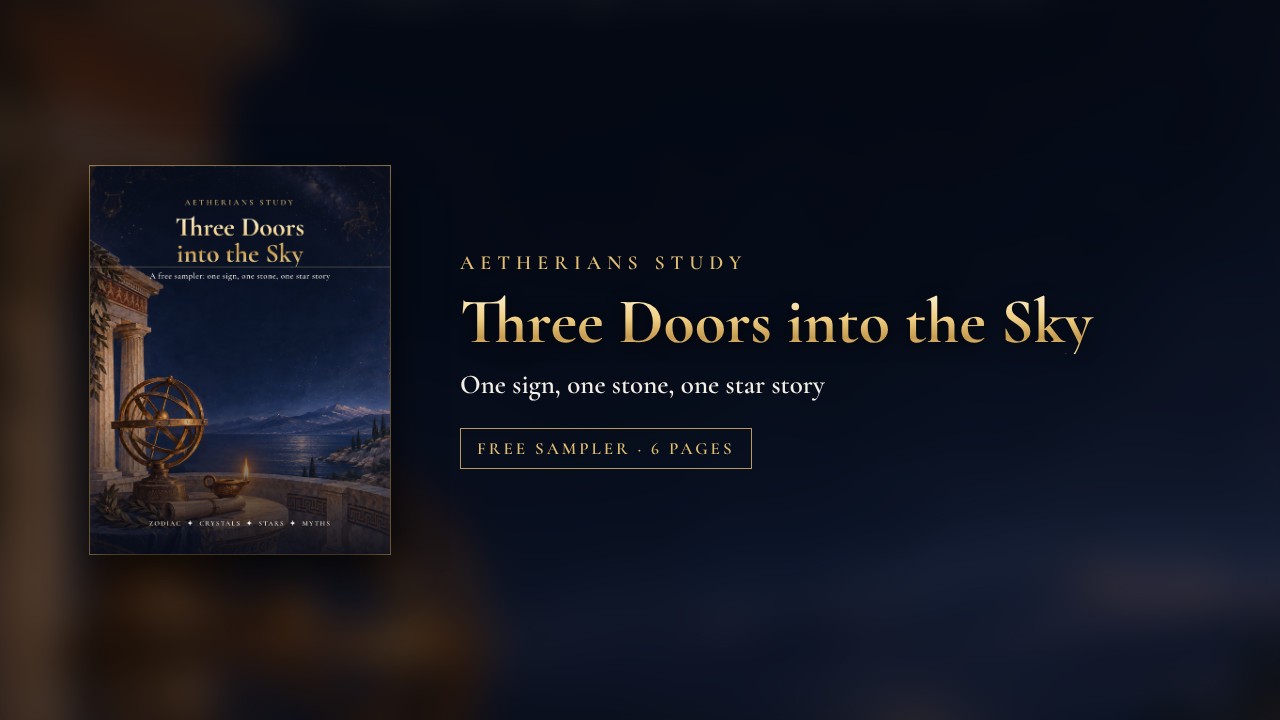 AETHERIANS STUDY
Three Doors
into the Sky
A free sampler: one sign, one stone, one star story
ZODIAC ✦ CRYSTALS ✦ STARS ✦ MYTHS
AETHERIANS STUDY
Three Doors into the Sky
One sign, one stone, one star story
FREE SAMPLER · 6 PAGES